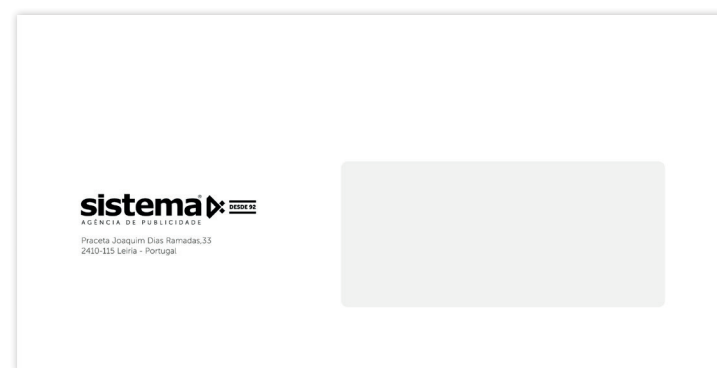 sistema DESDE 92
AGÊNCIA DE PUBLICIDADE
Praceta Joaquim Dias Ramadas,33
2410-115 Leiria - Portugal